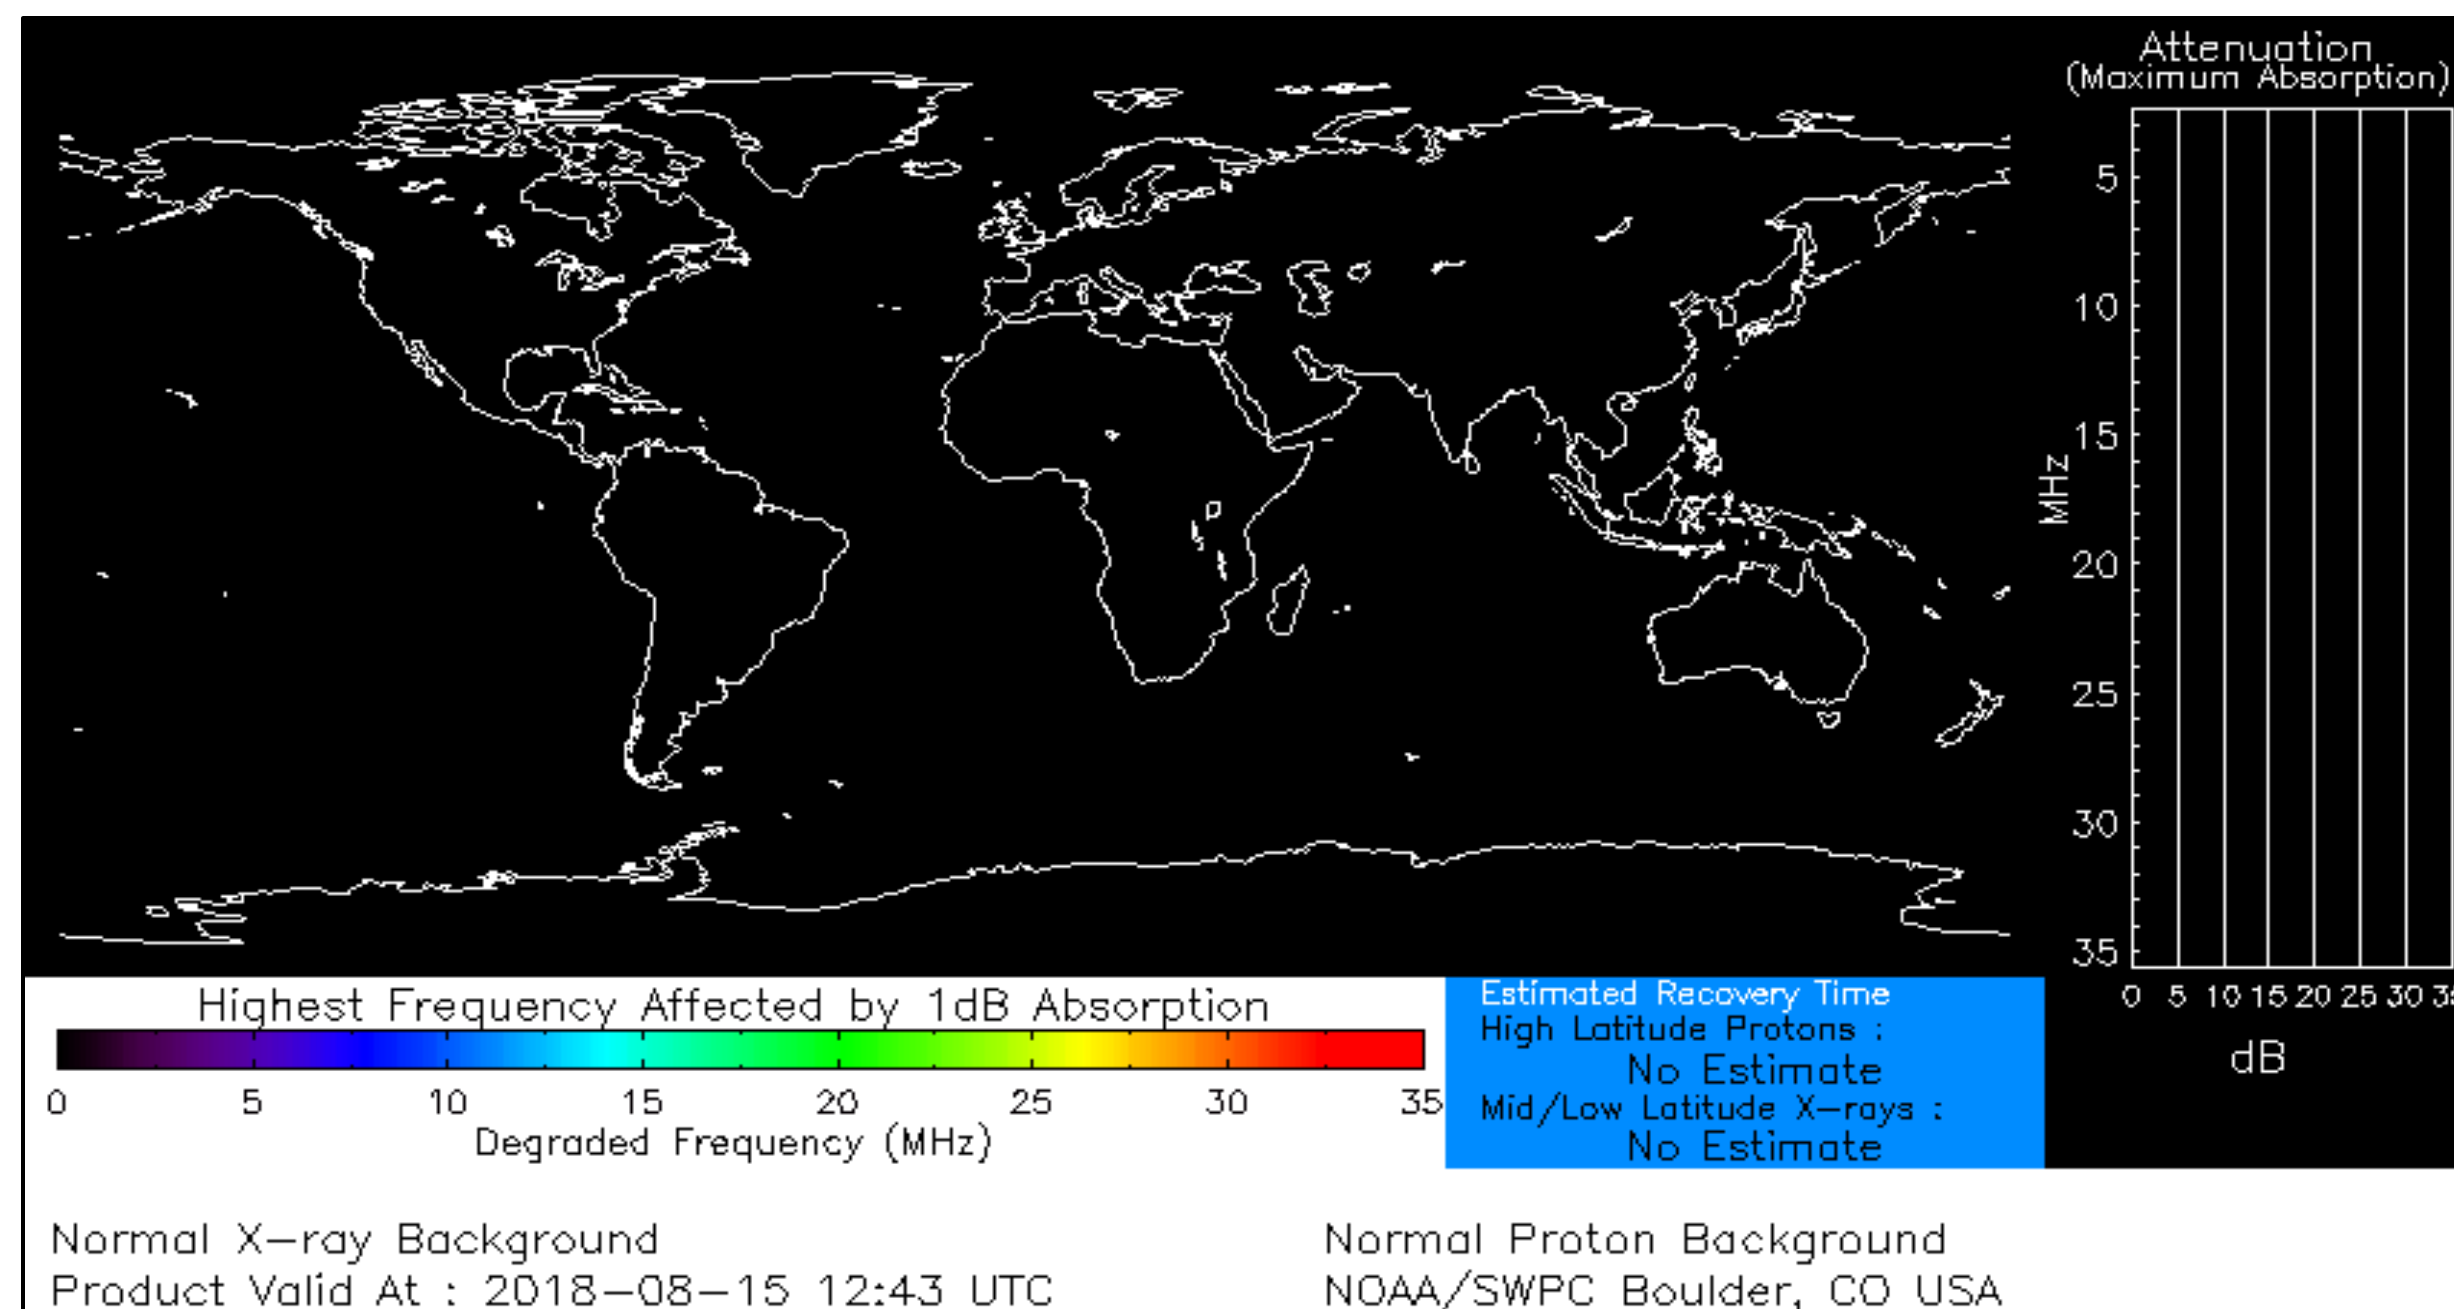 Attenuation
(Maximum Absorption)
5
10
15
20
25
30
35
MHz
0 5 10 15 20 25 30
dB
Highest Frequency Affected by 1dB Absorption
0 5 10 15 20 25 30 35
Degraded Frequency (MHz)
Estimated Recovery Time
High Latitude Protons :
No Estimate
Mid/Low Latitude X-rays :
No Estimate
Normal X-ray Background
Product Valid At : 2018-08-15 12:43 UTC
Normal Proton Background
NOAA/SWPC Boulder, CO USA